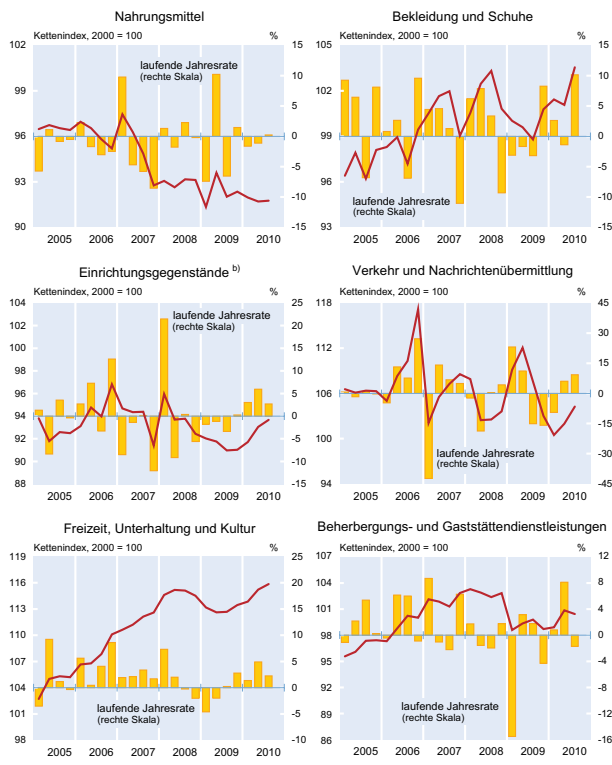 Nahrungsmittel
Kettenindex, 2000 = 100 %
102 15
laufende Jahresrate
(rechte Skala)
10
99 5
96 0
-5
93 -10
90 -15
2005 2006 2007 2008 2009 2010
Bekleidung und Schuhe
Kettenindex, 2000 = 100 %
105 15
102 10
5
99 0
-5
96 -10
laufende Jahresrate
(rechte Skala)
93 -15
2005 2006 2007 2008 2009 2010
Einrichtungsgegenstände b)
Kettenindex, 2000 = 100 %
104 25
laufende Jahresrate
(rechte Skala)
102 20
100 15
98 10
96 5
94 0
92 -5
90 -10
88 -15
2005 2006 2007 2008 2009 2010
Verkehr und Nachrichtenübermittlung
Kettenindex, 2000 = 100 %
118 45
30
112 15
106 0
-15
100 -30
laufende Jahresrate
(rechte Skala)
94 -45
2005 2006 2007 2008 2009 2010
Freizeit, Unterhaltung und Kultur
Kettenindex, 2000 = 100 %
119 25
116 20
113 15
110 10
107 5
104 0
laufende Jahresrate
(rechte Skala)
101 -5
98 -10
2005 2006 2007 2008 2009 2010
Beherbergungs- und Gaststättendienstleistungen
Kettenindex, 2000 = 100 %
107 12
104 8
101 4
98 0
95 -4
92 -8
laufende Jahresrate
(rechte Skala)
89 -12
86 -16
2005 2006 2007 2008 2009 2010